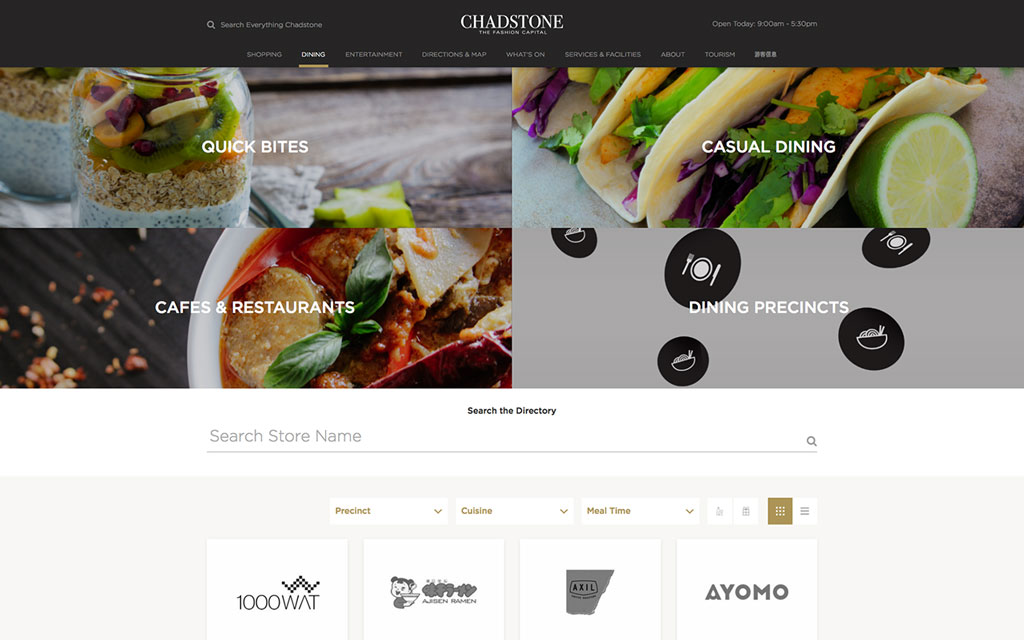 Search Everything Chadstone
CHADSTONE
THE FASHION CAPITAL
Open Today: 9:00am - 5:30pm
SHOPPING DINING ENTERTAINMENT DIRECTIONS & MAP WHAT'S ON SERVICES & FACILITIES ABOUT TOURISM 游客信息
QUICK BITES
CASUAL DINING
CAFES & RESTAURANTS
DINING PRECINCTS
Search the Directory
Search Store Name
Precinct
Cuisine
Meal Time
1000WAT
AJISEN RAMEN
AXIL
AYOMO